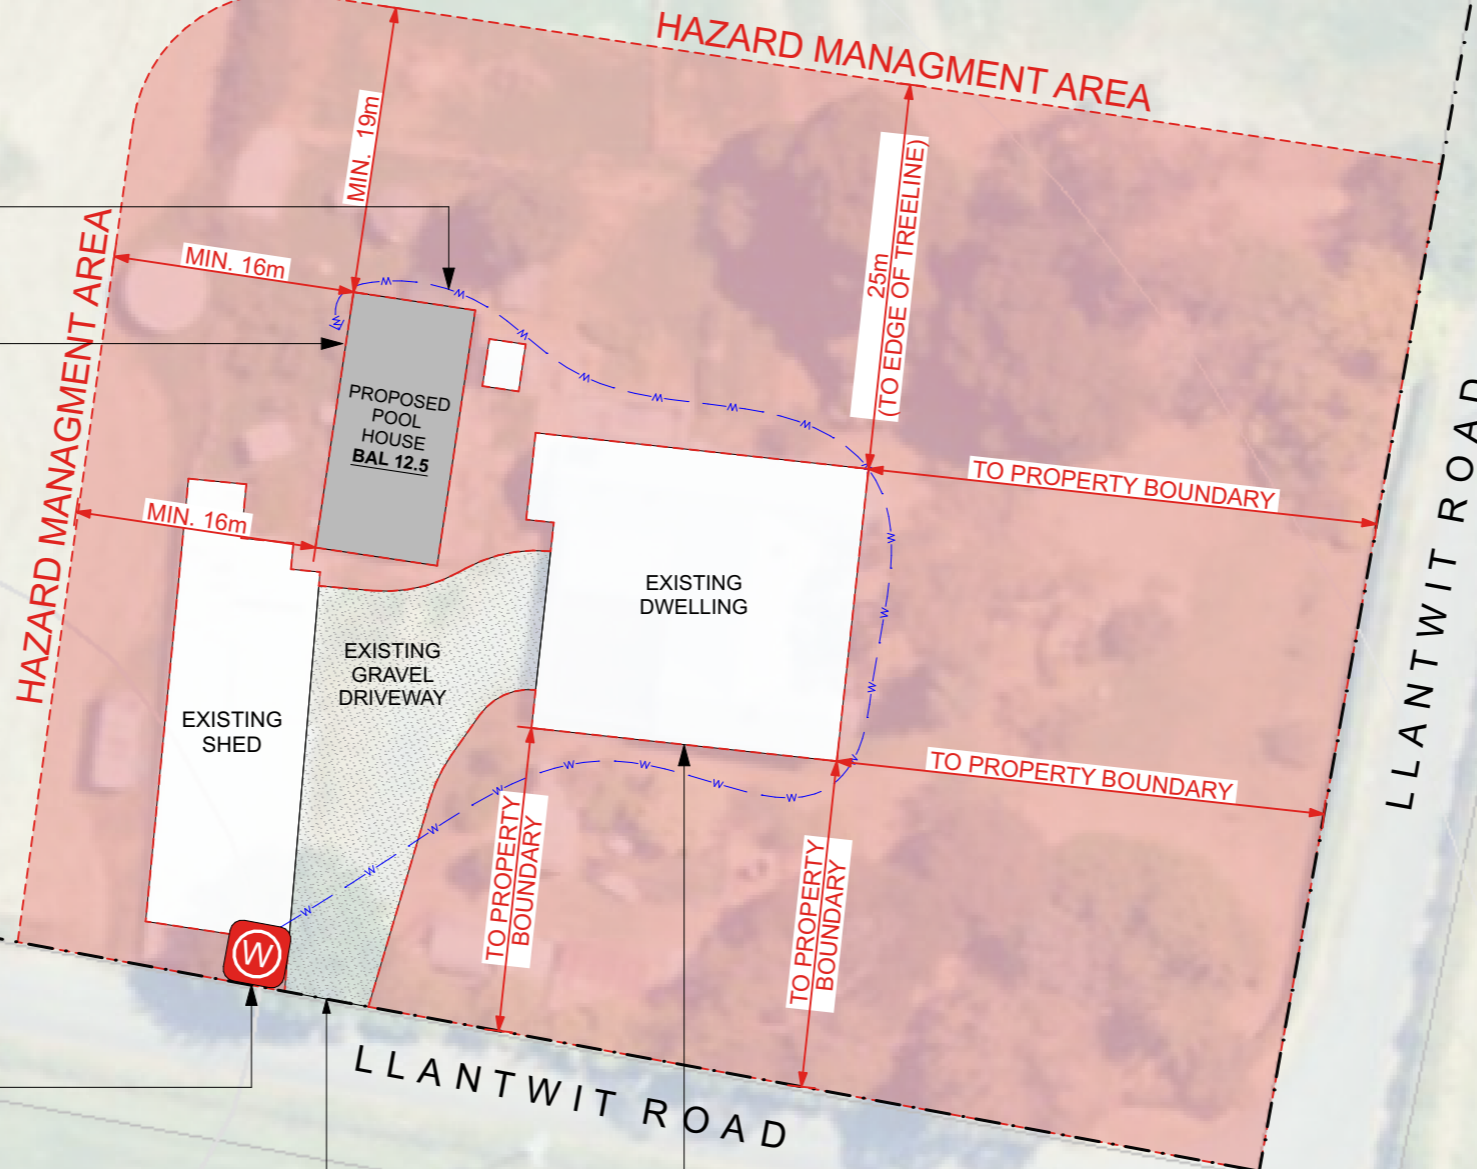 HAZARD MANAGMENT AREA
MIN. 19m
25m
(TO EDGE OF TREELINE)
HAZARD MANAGMENT AREA
MIN. 16m
W
W
W
W
W
W
W
W
PROPOSED
POOL
HOUSE
BAL 12.5
TO PROPERTY BOUNDARY
MIN. 16m
EXISTING
DWELLING
W
W
W
EXISTING
GRAVEL
DRIVEWAY
EXISTING
SHED
TO PROPERTY BOUNDARY
W
W
W
W
W
W
W
W
W
TO PROPERTY
BOUNDARY
TO PROPERTY
BOUNDARY
W
LLANTWIT ROAD
LLANTWIT ROAD